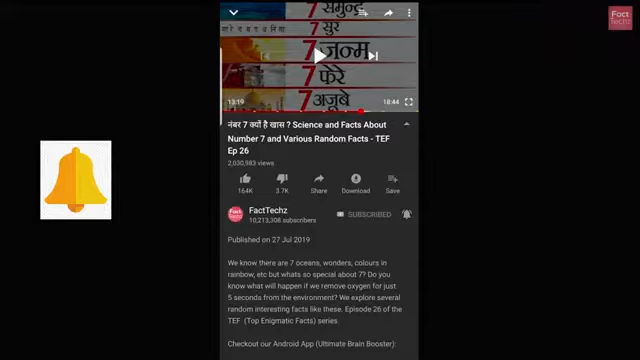 7 समुन्द्र
7 सुर
7 जन्म
7 फेरे
7 अजूबे
13:19
18:44
नंबर 7 क्यों है खास ? Science and Facts About
Number 7 and Various Random Facts - TEF
Ep 26
2,030,983 views
164K
3.7K
Share
Download
Save
FactTechz
10,213,308 subscribers
SUBSCRIBED
Published on 27 Jul 2019
We know there are 7 oceans, wonders, colours in
rainbow, etc but whats so special about 7? Do you
know what will happen if we remove oxygen for just
5 seconds from the environment? We explore several
random interesting facts like these. Episode 26 of the
TEF (Top Enigmatic Facts) series.
Checkout our Android App (Ultimate Brain Booster):
Fact
Techz